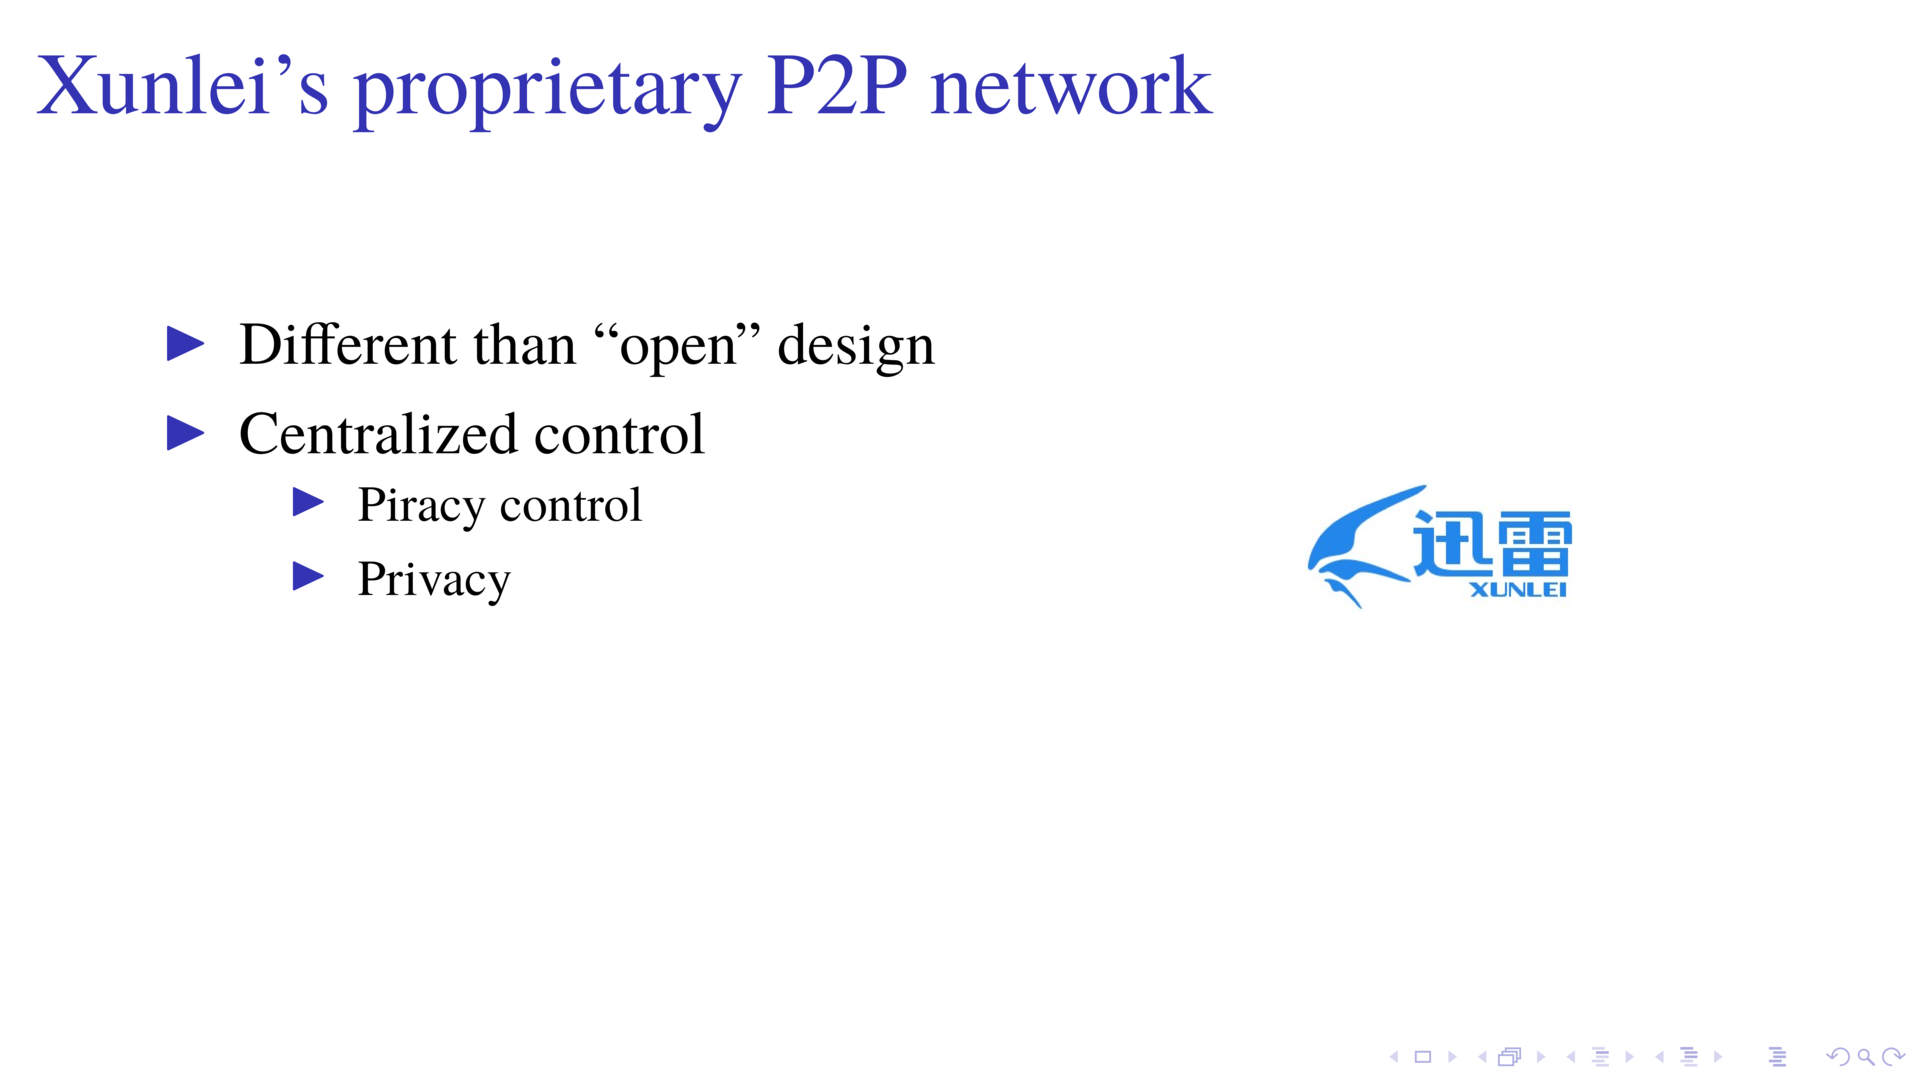 Xunlei’s proprietary P2P network
Different than “open” design
Centralized control
Piracy control
Privacy
迅雷
XUNLEI